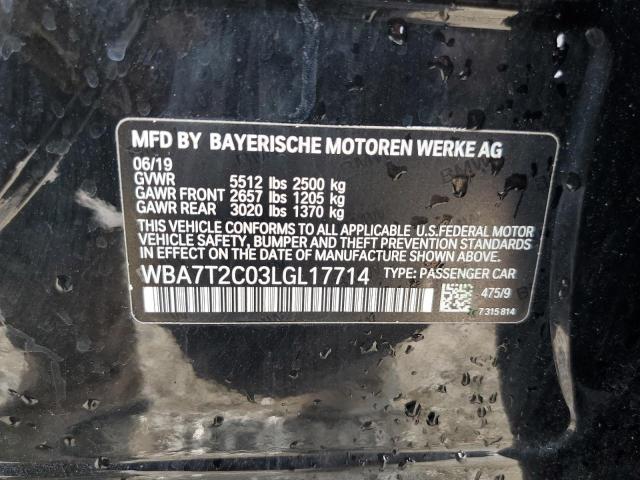 MFD BY BAYERISCHE MOTOREN WERKE AG
06/19
GVWR 5512 lbs 2500 kg
GAWR FRONT 2657 lbs 1205 kg
GAWR REAR 3020 lbs 1370 kg
THIS VEHICLE CONFORMS TO ALL APPLICABLE U.S.FEDERAL MOTOR
VEHICLE SAFETY, BUMPER AND THEFT PREVENTION
STANDARDS IN EFFECT ON THE DATE OF MANUFACTURE SHOWN ABOVE.
WBA7T2C03LGL17714 TYPE: PASSENGER CAR
475/9
7 315 814